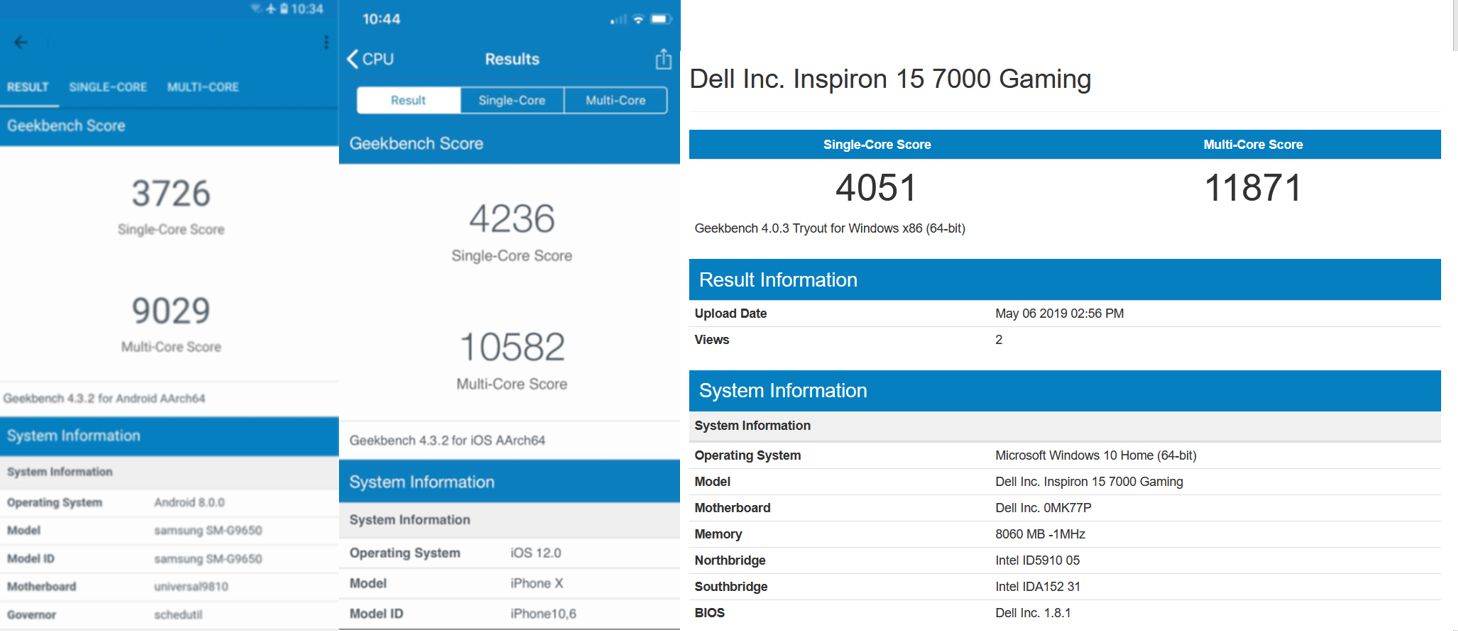 10:34
RESULT SINGLE-CORE MULTI-CORE
Geekbench Score
3726
Single-Core Score
9029
Multi-Core Score
Geekbench 4.3.2 for Android AArch64
System Information
System Information
Operating System Android 8.0.0
Model samsung SM-G9650
Model ID samsung SM-G9650
Motherboard universal9810
Governor schedutil
10:44
CPU Results
Result Single-Core Multi-Core
Geekbench Score
4236
Single-Core Score
10582
Multi-Core Score
Geekbench 4.3.2 for iOS AArch64
System Information
System Information
Operating System iOS 12.0
Model iPhone X
Model ID iPhone10,6
Dell Inc. Inspiron 15 7000 Gaming
Single-Core Score Multi-Core Score
4051 11871
Geekbench 4.0.3 Tryout for Windows x86 (64-bit)
Result Information
Upload Date May 06 2019 02:56 PM
Views 2
System Information
System Information
Operating System Microsoft Windows 10 Home (64-bit)
Model Dell Inc. Inspiron 15 7000 Gaming
Motherboard Dell Inc. 0MK77P
Memory 8060 MB -1MHz
Northbridge Intel ID5910 05
Southbridge Intel IDA152 31
BIOS Dell Inc. 1.8.1